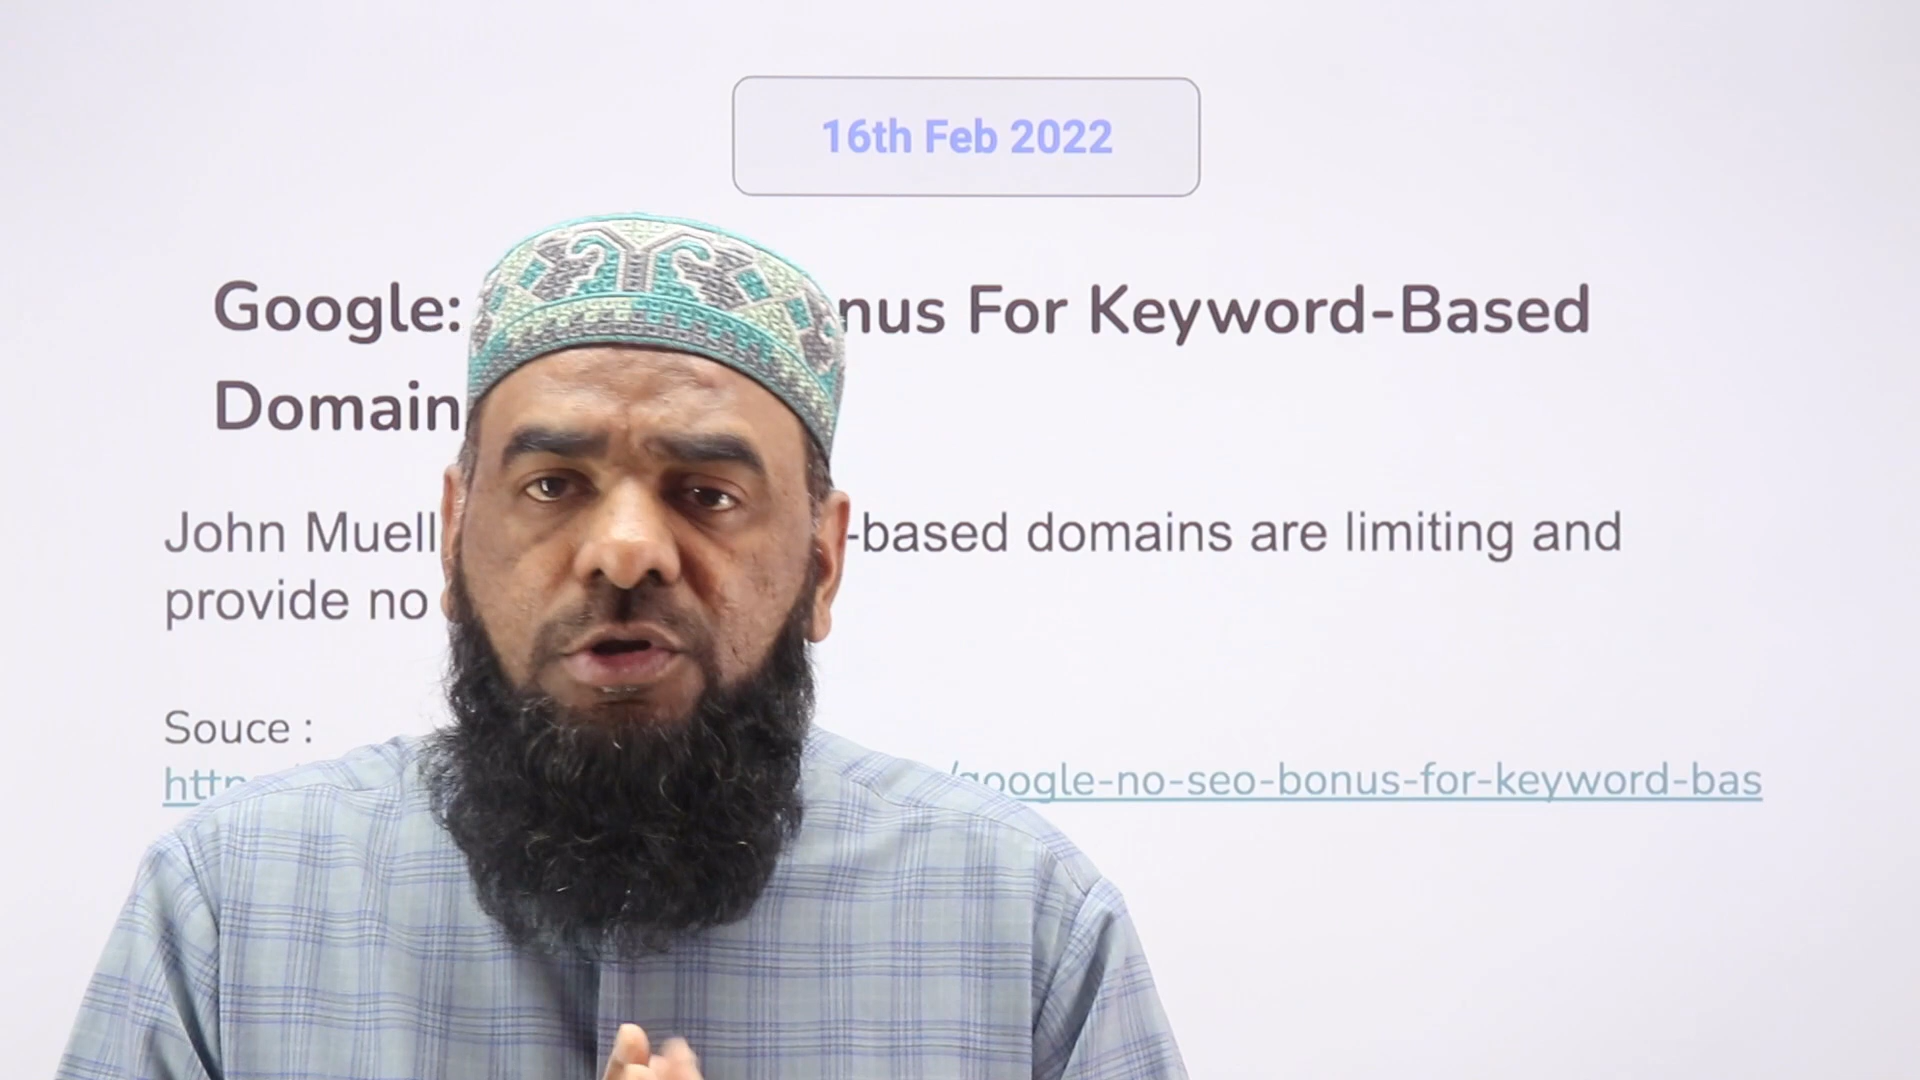 16th Feb 2022
Google: nus For Keyword-Based
Domain
John Muell -based domains are limiting and
provide no
Souce :
http /google-no-seo-bonus-for-keyword-bas